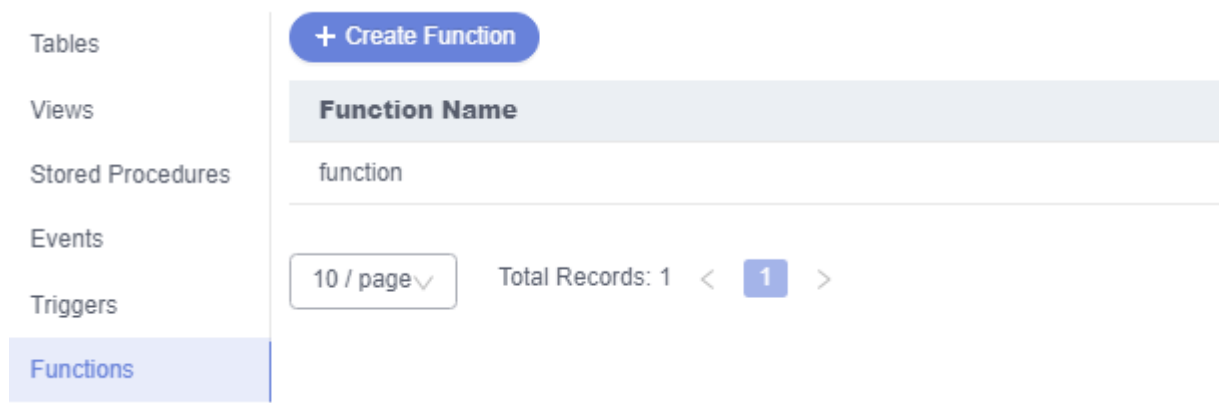 Tables
Views
Stored Procedures
Events
Triggers
Functions
+ Create Function
Function Name
function
10 / page
Total Records: 1 < 1 >